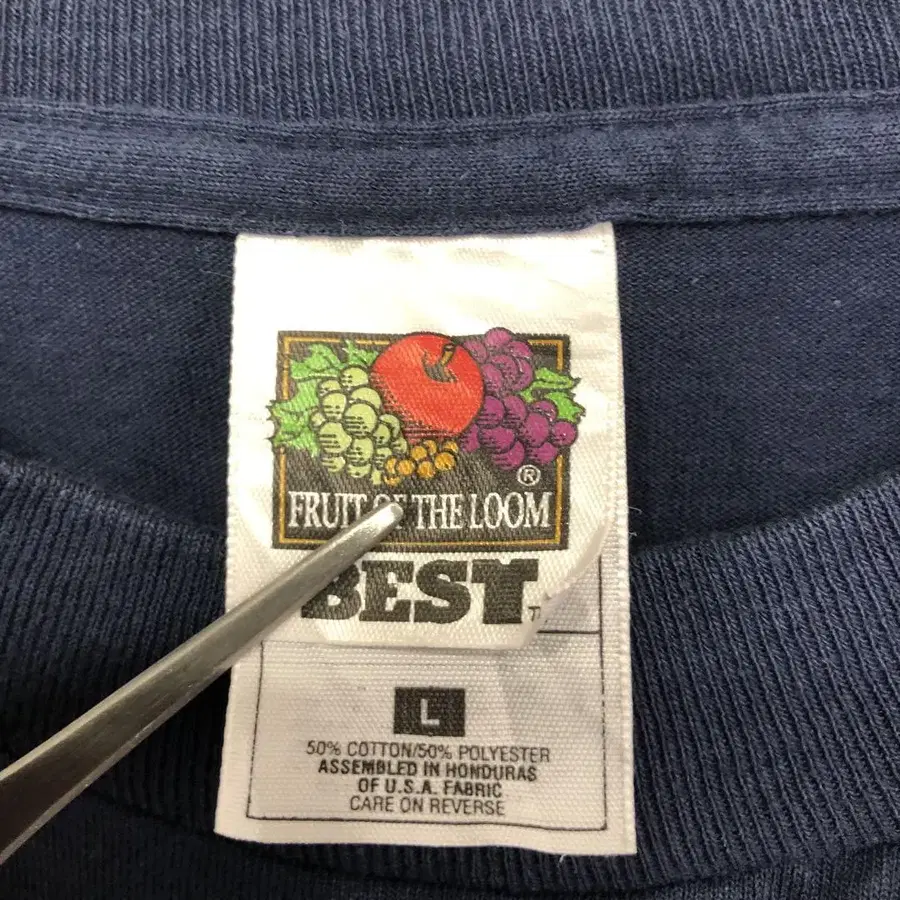 ®
FRUIT OF THE LOOM
BEST
L
50% COTTON/50% POLYESTER
ASSEMBLED IN HONDURAS
OF U.S.A. FABRIC
CARE ON REVERSE